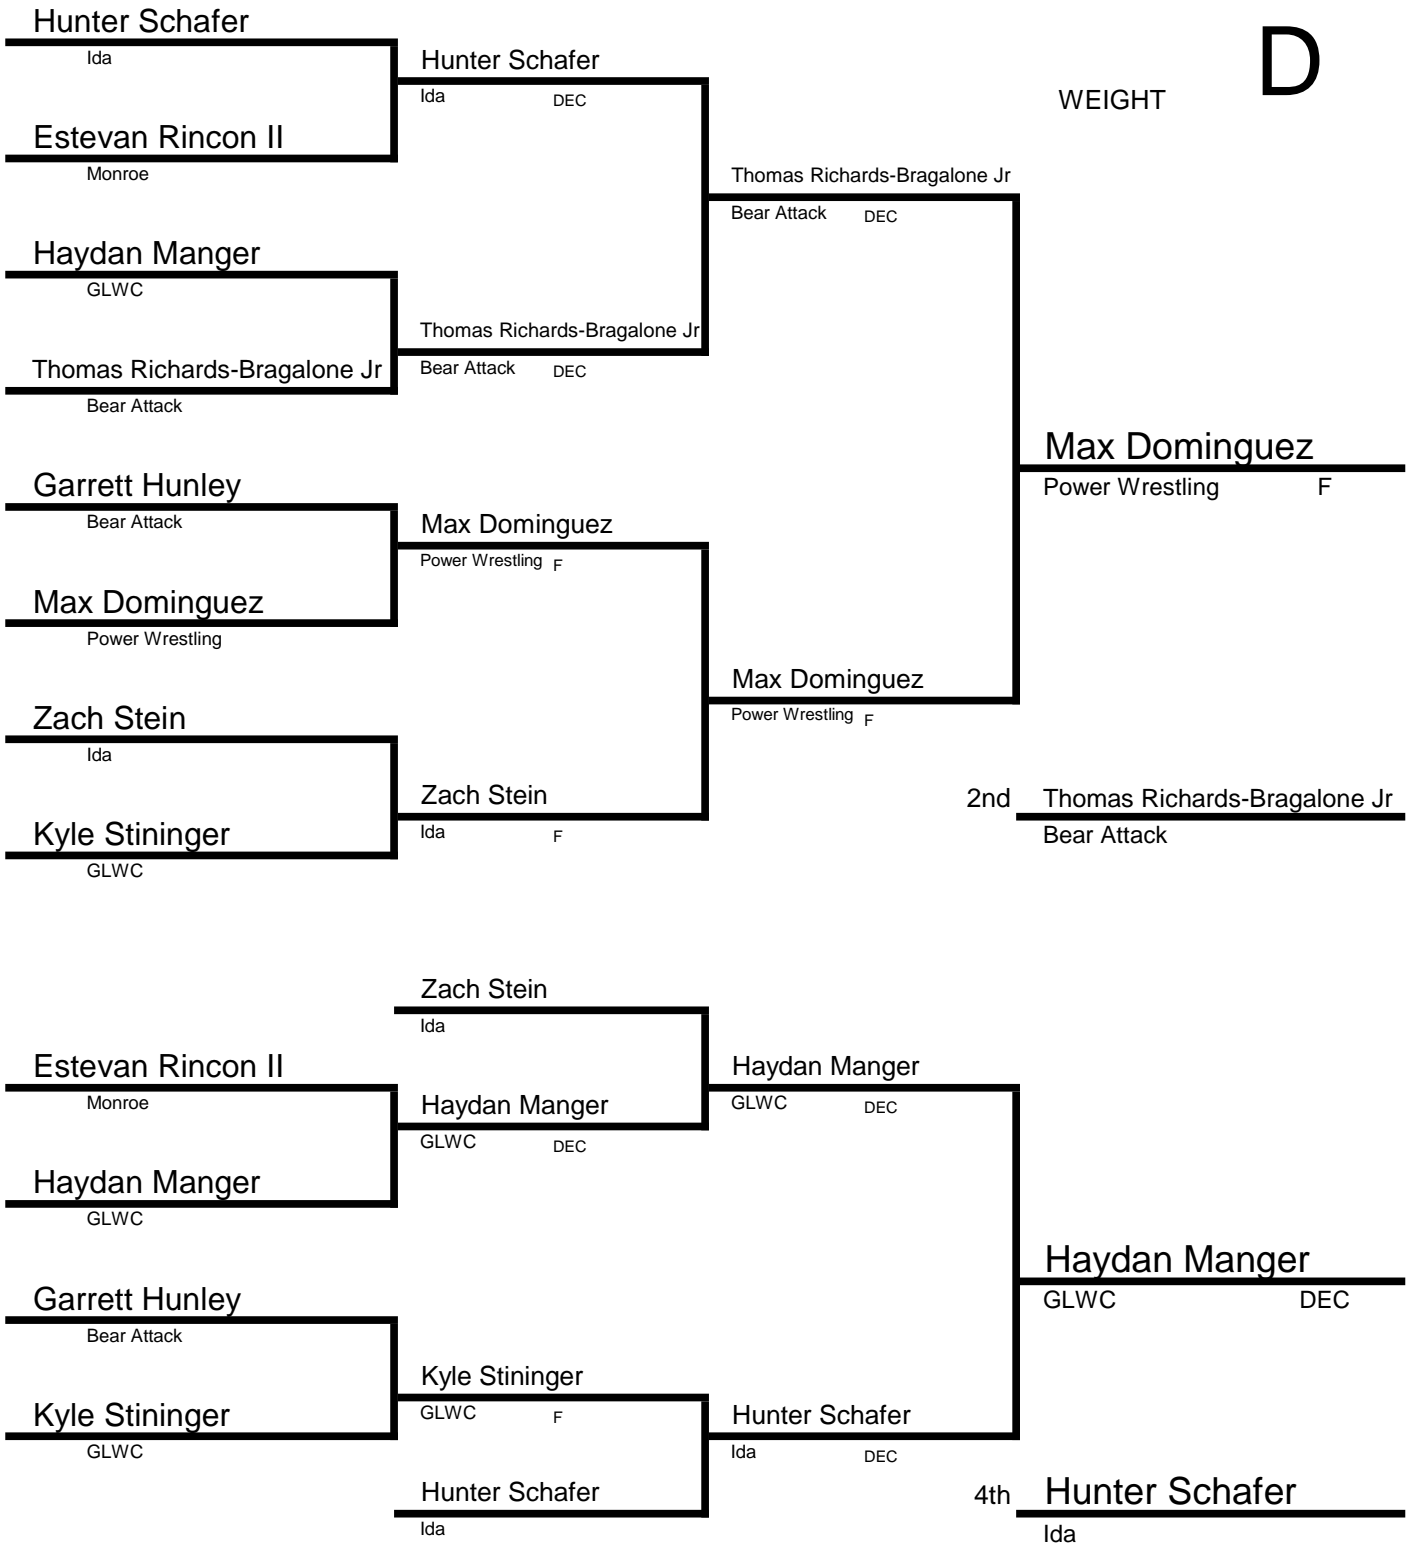 Hunter Schafer
Ida
Hunter Schafer
Ida DEC
D
WEIGHT
Estevan Rincon II
Monroe
Thomas Richards-Bragalone Jr
Bear Attack DEC
Haydan Manger
GLWC
Thomas Richards-Bragalone Jr
Bear Attack DEC
Thomas Richards-Bragalone Jr
Bear Attack
Max Dominguez
Power Wrestling F
Garrett Hunley
Bear Attack
Max Dominguez
Power Wrestling F
Max Dominguez
Power Wrestling
Max Dominguez
Power Wrestling F
Zach Stein
Ida
Zach Stein
Ida F
2nd Thomas Richards-Bragalone Jr
Bear Attack
Kyle Stininger
GLWC
Zach Stein
Ida
Estevan Rincon II
Monroe
Haydan Manger
GLWC DEC
Haydan Manger
GLWC DEC
Haydan Manger
GLWC
Haydan Manger
GLWC DEC
Garrett Hunley
Bear Attack
Kyle Stininger
GLWC F
Kyle Stininger
GLWC
Hunter Schafer
Ida DEC
Hunter Schafer
Ida
4th Hunter Schafer
Ida